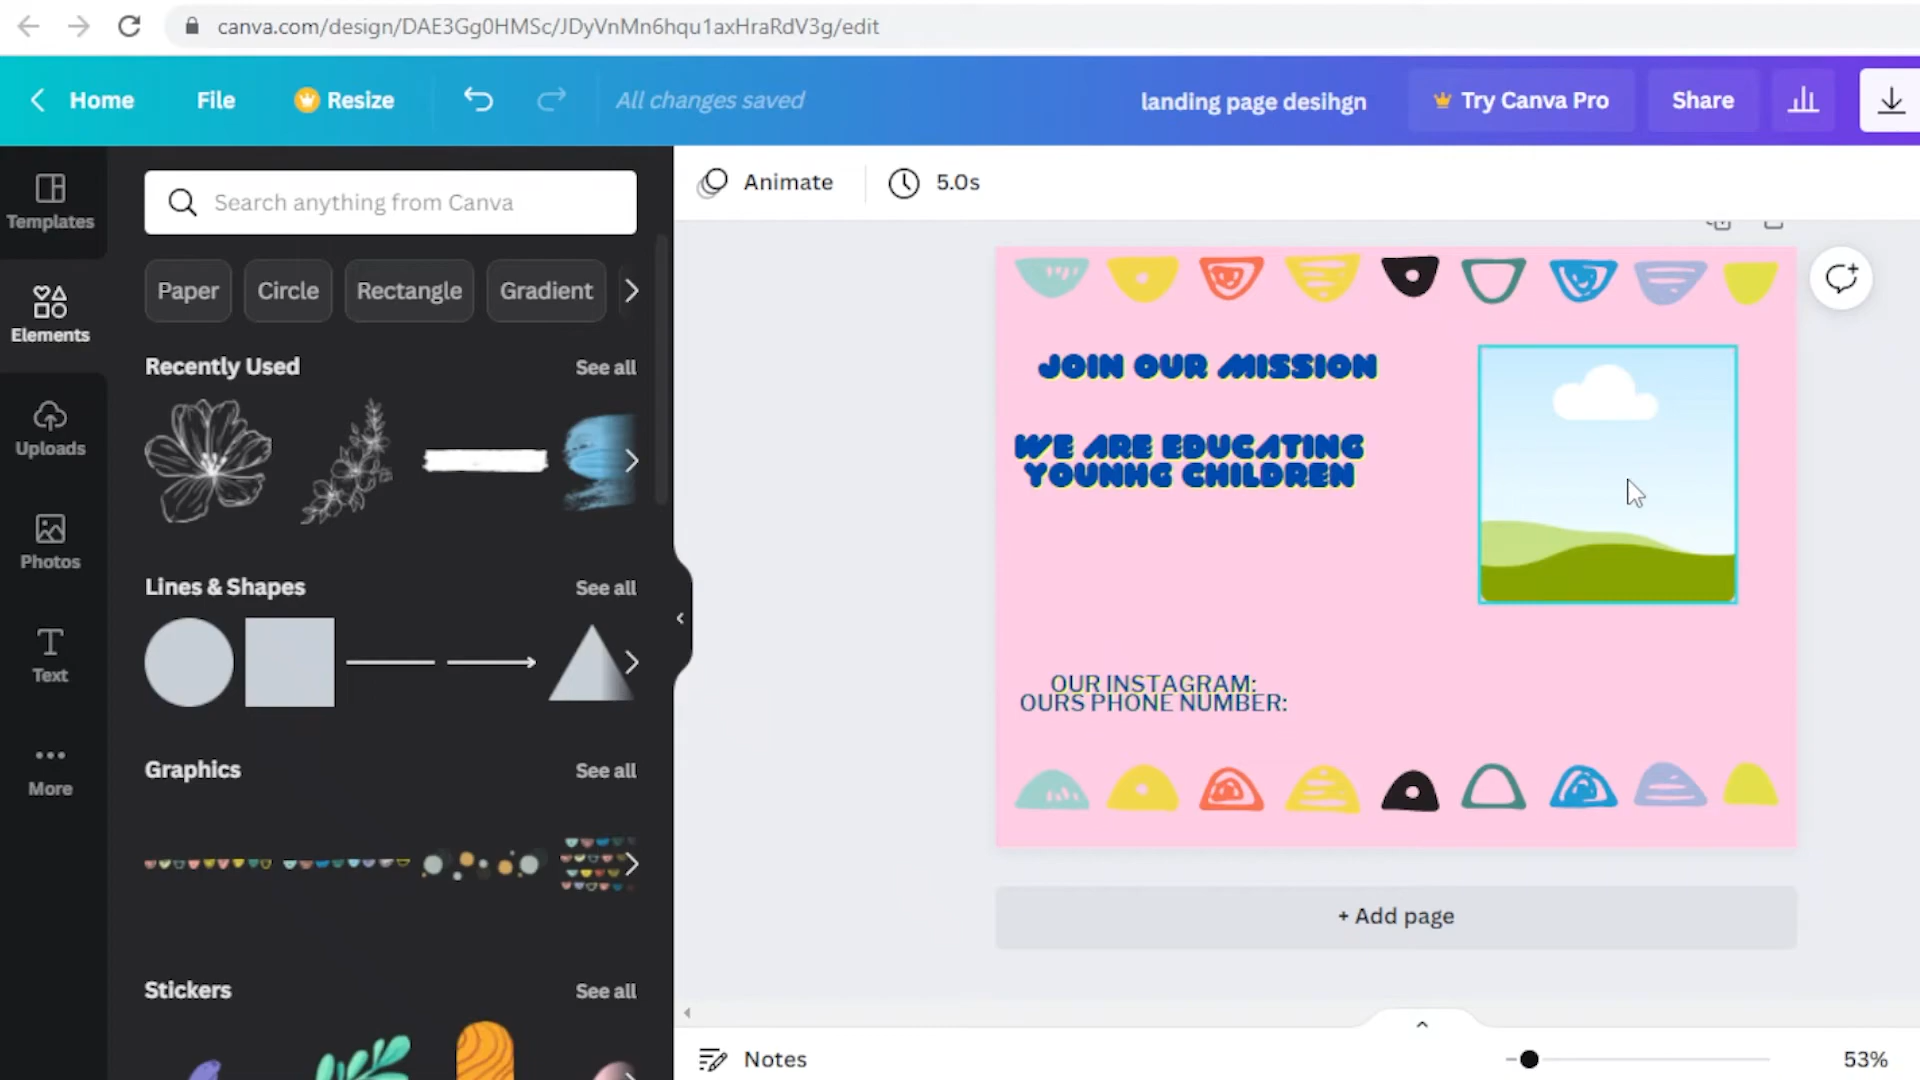 canva.com/design/DAE3Gg0HMSc/JDyVnMn6hqu1axHraRdV3g/edit
Home File Resize All changes saved landing page desihgn Try Canva Pro Share
Templates
Elements
Uploads
Photos
Text
More
Search anything from Canva
Paper Circle Rectangle Gradient
Recently Used See all
Lines & Shapes See all
Graphics See all
Stickers See all
Animate 5.0s
JOIN OUR MISSION
WE ARE EDUCATING
YOUNHG CHILDREN
OUR INSTAGRAM:
OURS PHONE NUMBER:
+ Add page
Notes 53%